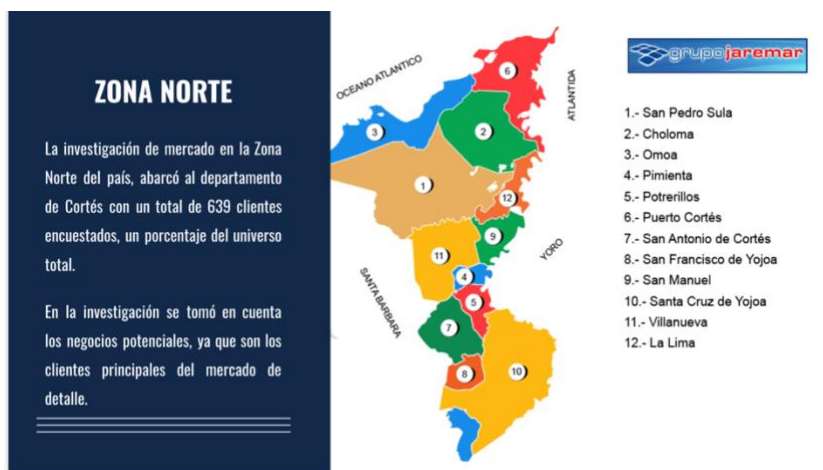 ZONA NORTE
La investigación de mercado en la Zona
Norte del país, abarcó al departamento
de Cortés con un total de 639 clientes
encuestados, un porcentaje del universo
total.
En la investigación se tomó en cuenta
los negocios potenciales, ya que son los
clientes principales del mercado de
detalle.
OCEANO ATLANTICO
ATLANTIDA
YORO
SANTA BARBARA
6
3
2
1
12
9
11
4
5
7
8
10
grupojaremar
1.- San Pedro Sula
2.- Choloma
3.- Omoa
4.- Pimienta
5.- Potrerillos
6.- Puerto Cortés
7.- San Antonio de Cortés
8.- San Francisco de Yojoa
9.- San Manuel
10.- Santa Cruz de Yojoa
11.- Villanueva
12.- La Lima